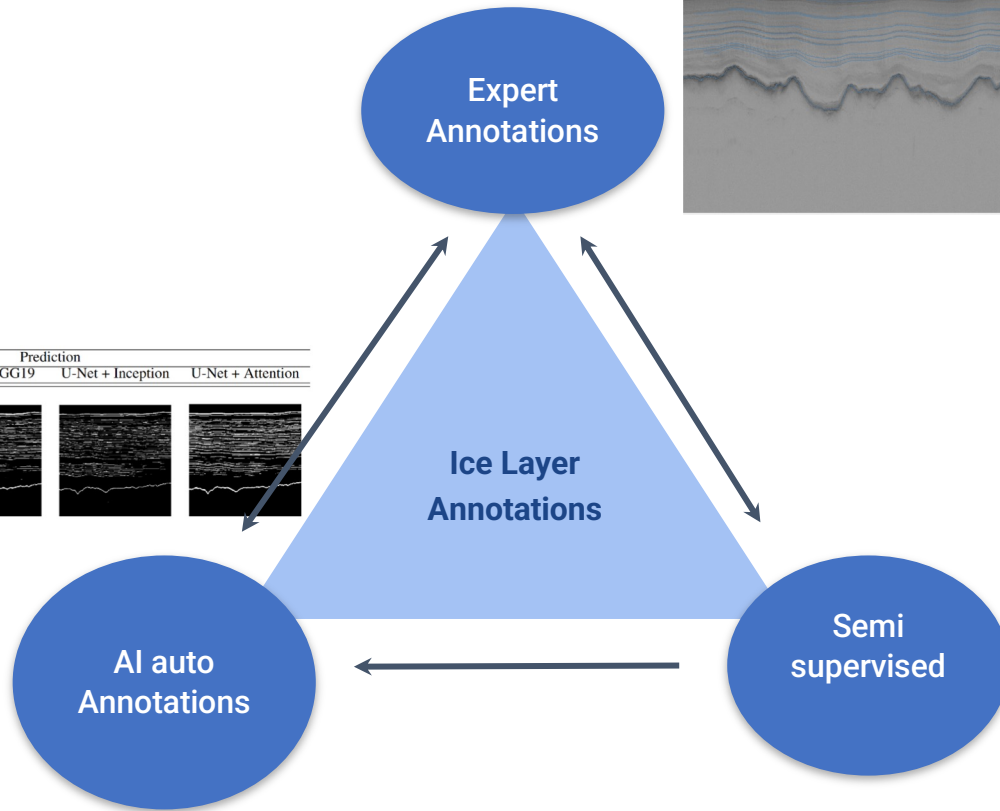 Expert
Annotations
Prediction
GG19 U-Net + Inception U-Net + Attention
Ice Layer
Annotations
AI auto
Annotations
Semi
supervised